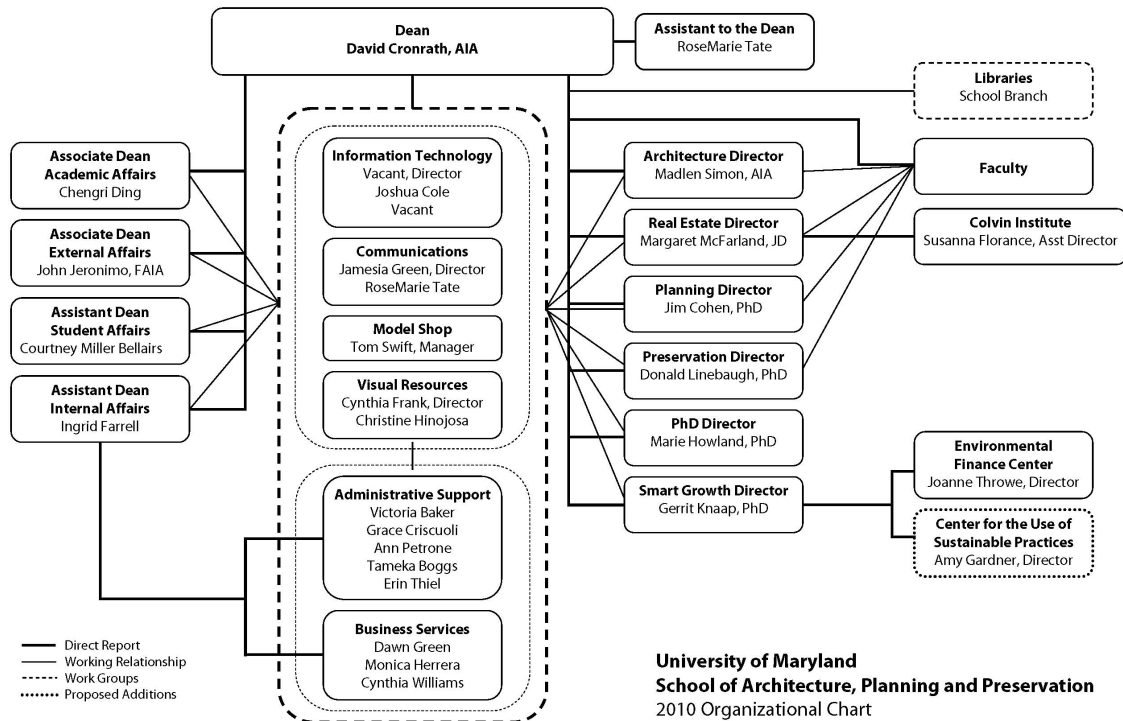 Dean
David Cronrath, AIA
Assistant to the Dean
RoseMarie Tate
Libraries
School Branch
Associate Dean
Academic Affairs
Chengri Ding
Associate Dean
External Affairs
John Jeronimo, FAIA
Assistant Dean
Student Affairs
Courtney Miller Bellairs
Assistant Dean
Internal Affairs
Ingrid Farrell
Information Technology
Vacant, Director
Joshua Cole
Vacant
Communications
Jamesia Green, Director
RoseMarie Tate
Model Shop
Tom Swift, Manager
Visual Resources
Cynthia Frank, Director
Christine Hinojosa
Administrative Support
Victoria Baker
Grace Criscuoli
Ann Petrone
Tameka Boggs
Erin Thiel
Business Services
Dawn Green
Monica Herrera
Cynthia Williams
Architecture Director
Madlen Simon, AIA
Real Estate Director
Margaret McFarland, JD
Planning Director
Jim Cohen, PhD
Preservation Director
Donald Linebaugh, PhD
PhD Director
Marie Howland, PhD
Smart Growth Director
Gerrit Knaap, PhD
Faculty
Colvin Institute
Susanna Florance, Asst Director
Environmental
Finance Center
Joanne Throwe, Director
Center for the Use of
Sustainable Practices
Amy Gardner, Director
Direct Report
Working Relationship
Work Groups
Proposed Additions
University of Maryland
School of Architecture, Planning and Preservation
2010 Organizational Chart